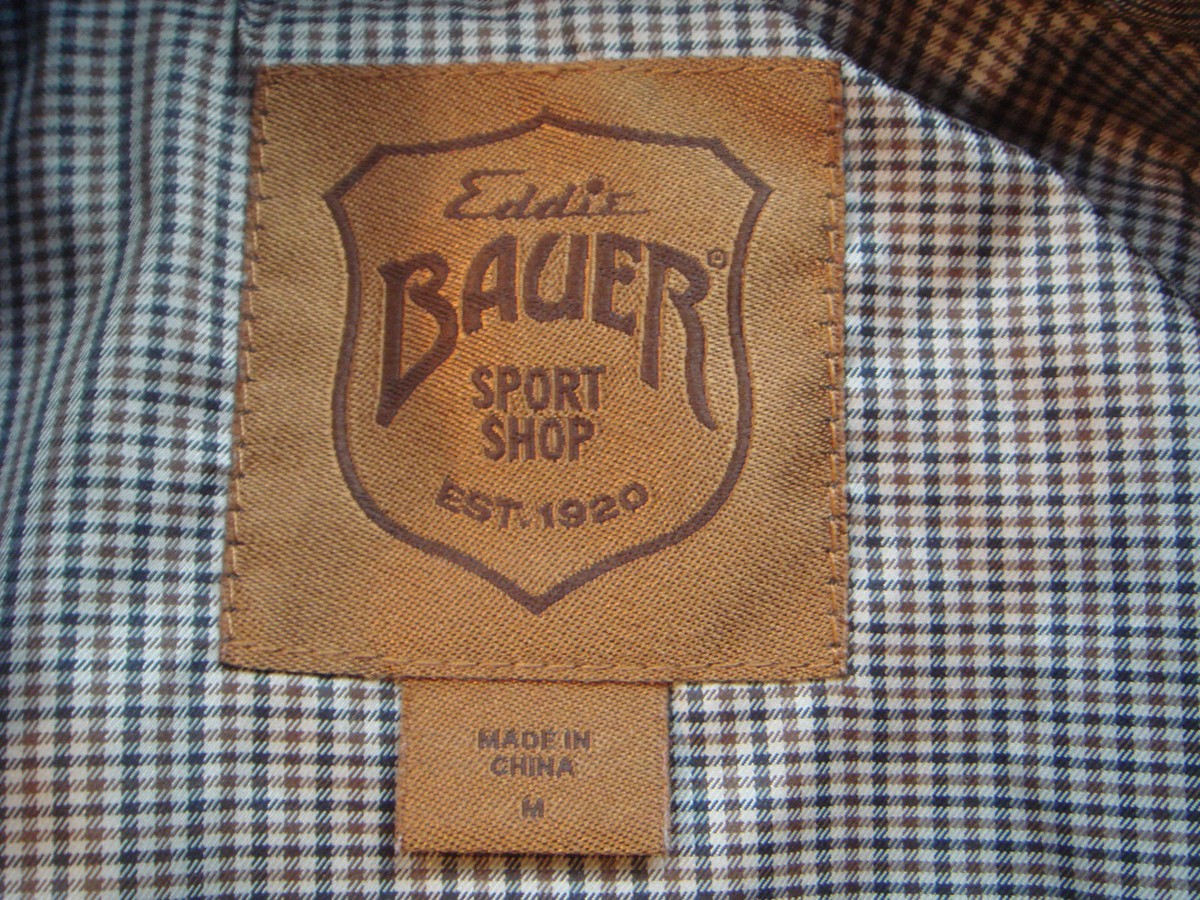 Eddie
BAUER®
SPORT
SHOP
EST. 1920
MADE IN
CHINA
M